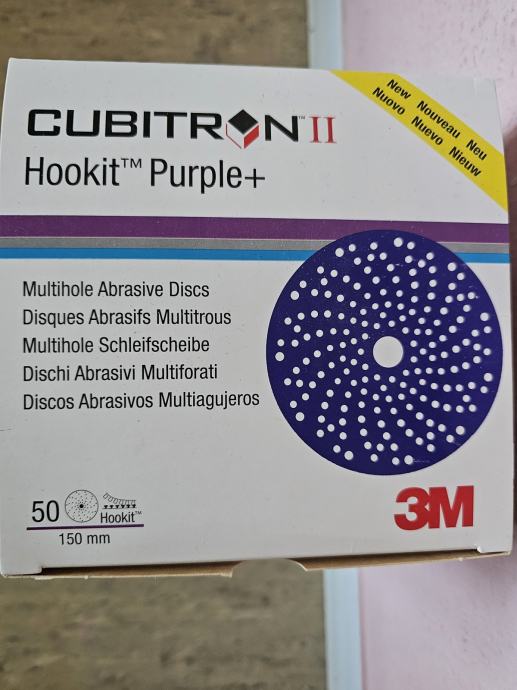 CUBITRON™ II
Hookit™ Purple+
New Nouveau Neu
Nuovo Nuevo Nieuw
Multihole Abrasive Discs
Disques Abrasifs Multitrous
Multihole Schleifscheibe
Dischi Abrasivi Multiforati
Discos Abrasivos Multiagujeros
50
Hookit™
150 mm
3M